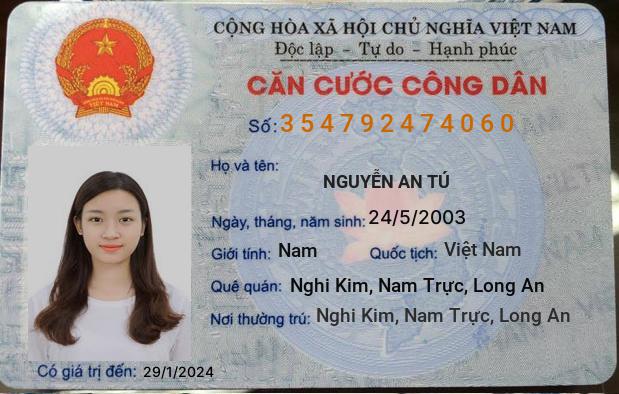 CỘNG HÒA XÃ HỘI CHỦ NGHĨA VIỆT NAM
Độc lập - Tự do - Hạnh phúc
CĂN CƯỚC CÔNG DÂN
Số: 354792474060
Họ và tên:
NGUYỄN AN TÚ
Ngày, tháng, năm sinh: 24/5/2003
Giới tính: Nam Quốc tịch: Việt Nam
Quê quán: Nghi Kim, Nam Trực, Long An
Nơi thường trú: Nghi Kim, Nam Trực, Long An
Có giá trị đến: 29/1/2024
VIỆT NAM